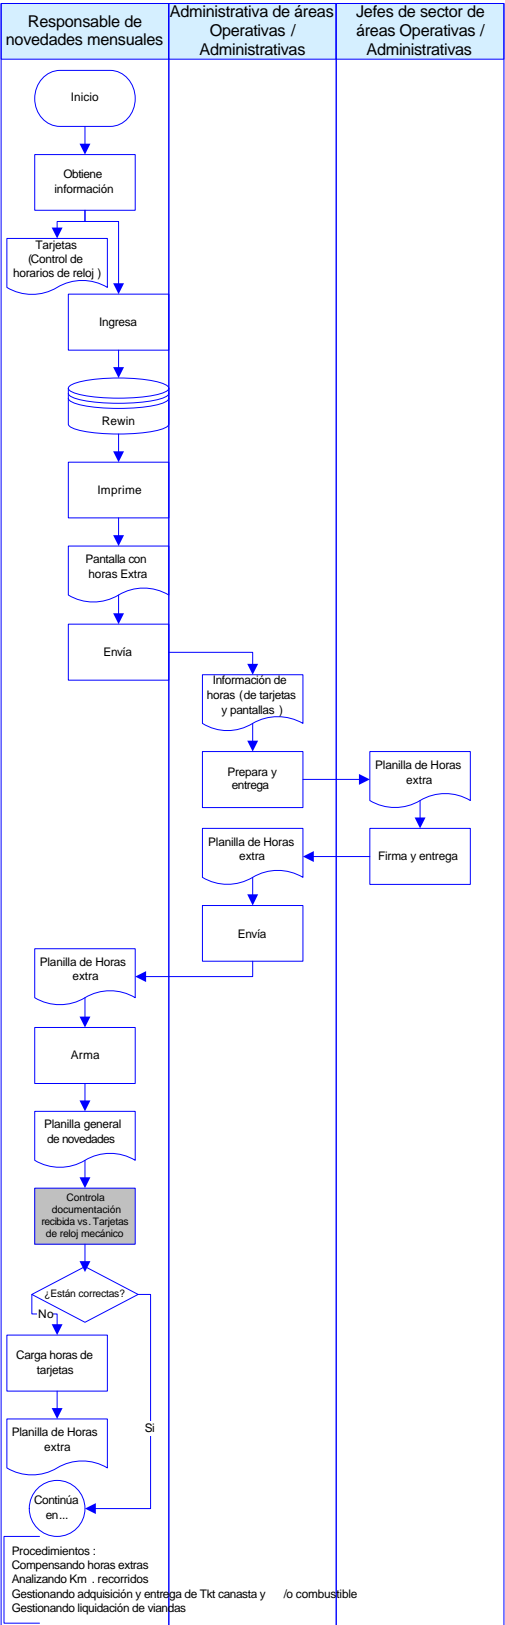 Responsable de
novedades mensuales
Administrativa de áreas
Operativas /
Administrativas
Jefes de sector de
áreas Operativas /
Administrativas
Inicio
Obtiene
información
Tarjetas
(Control de
horarios de reloj )
Ingresa
Rewin
Imprime
Pantalla con
horas Extra
Envía
Información de
horas (de tarjetas
y pantallas )
Prepara y
entrega
Planilla de Horas
extra
Firma y entrega
Planilla de Horas
extra
Envía
Planilla de Horas
extra
Arma
Planilla general
de novedades
Controla
documentación
recibida vs. Tarjetas
de reloj mecánico
¿Están correctas?
No
Carga horas de
tarjetas
Planilla de Horas
extra
Si
Continúa
en...
Procedimientos :
Compensando horas extras
Analizando Km . recorridos
Gestionando adquisición y entrega de Tkt canasta y /o combustible
Gestionando liquidación de viandas